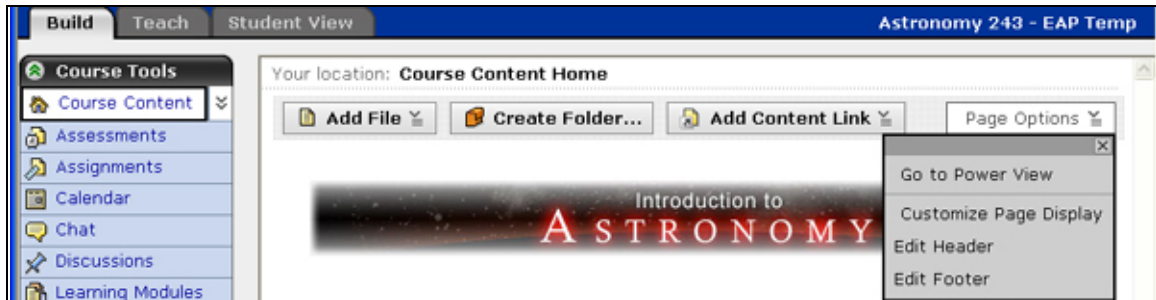 Build Teach Student View Astronomy 243 - EAP Temp
Course Tools
Course Content
Assessments
Assignments
Calendar
Chat
Discussions
Learning Modules
Your location: Course Content Home
Add File Create Folder... Add Content Link Page Options
Go to Power View
Customize Page Display
Edit Header
Edit Footer
Introduction to
ASTRONOMY